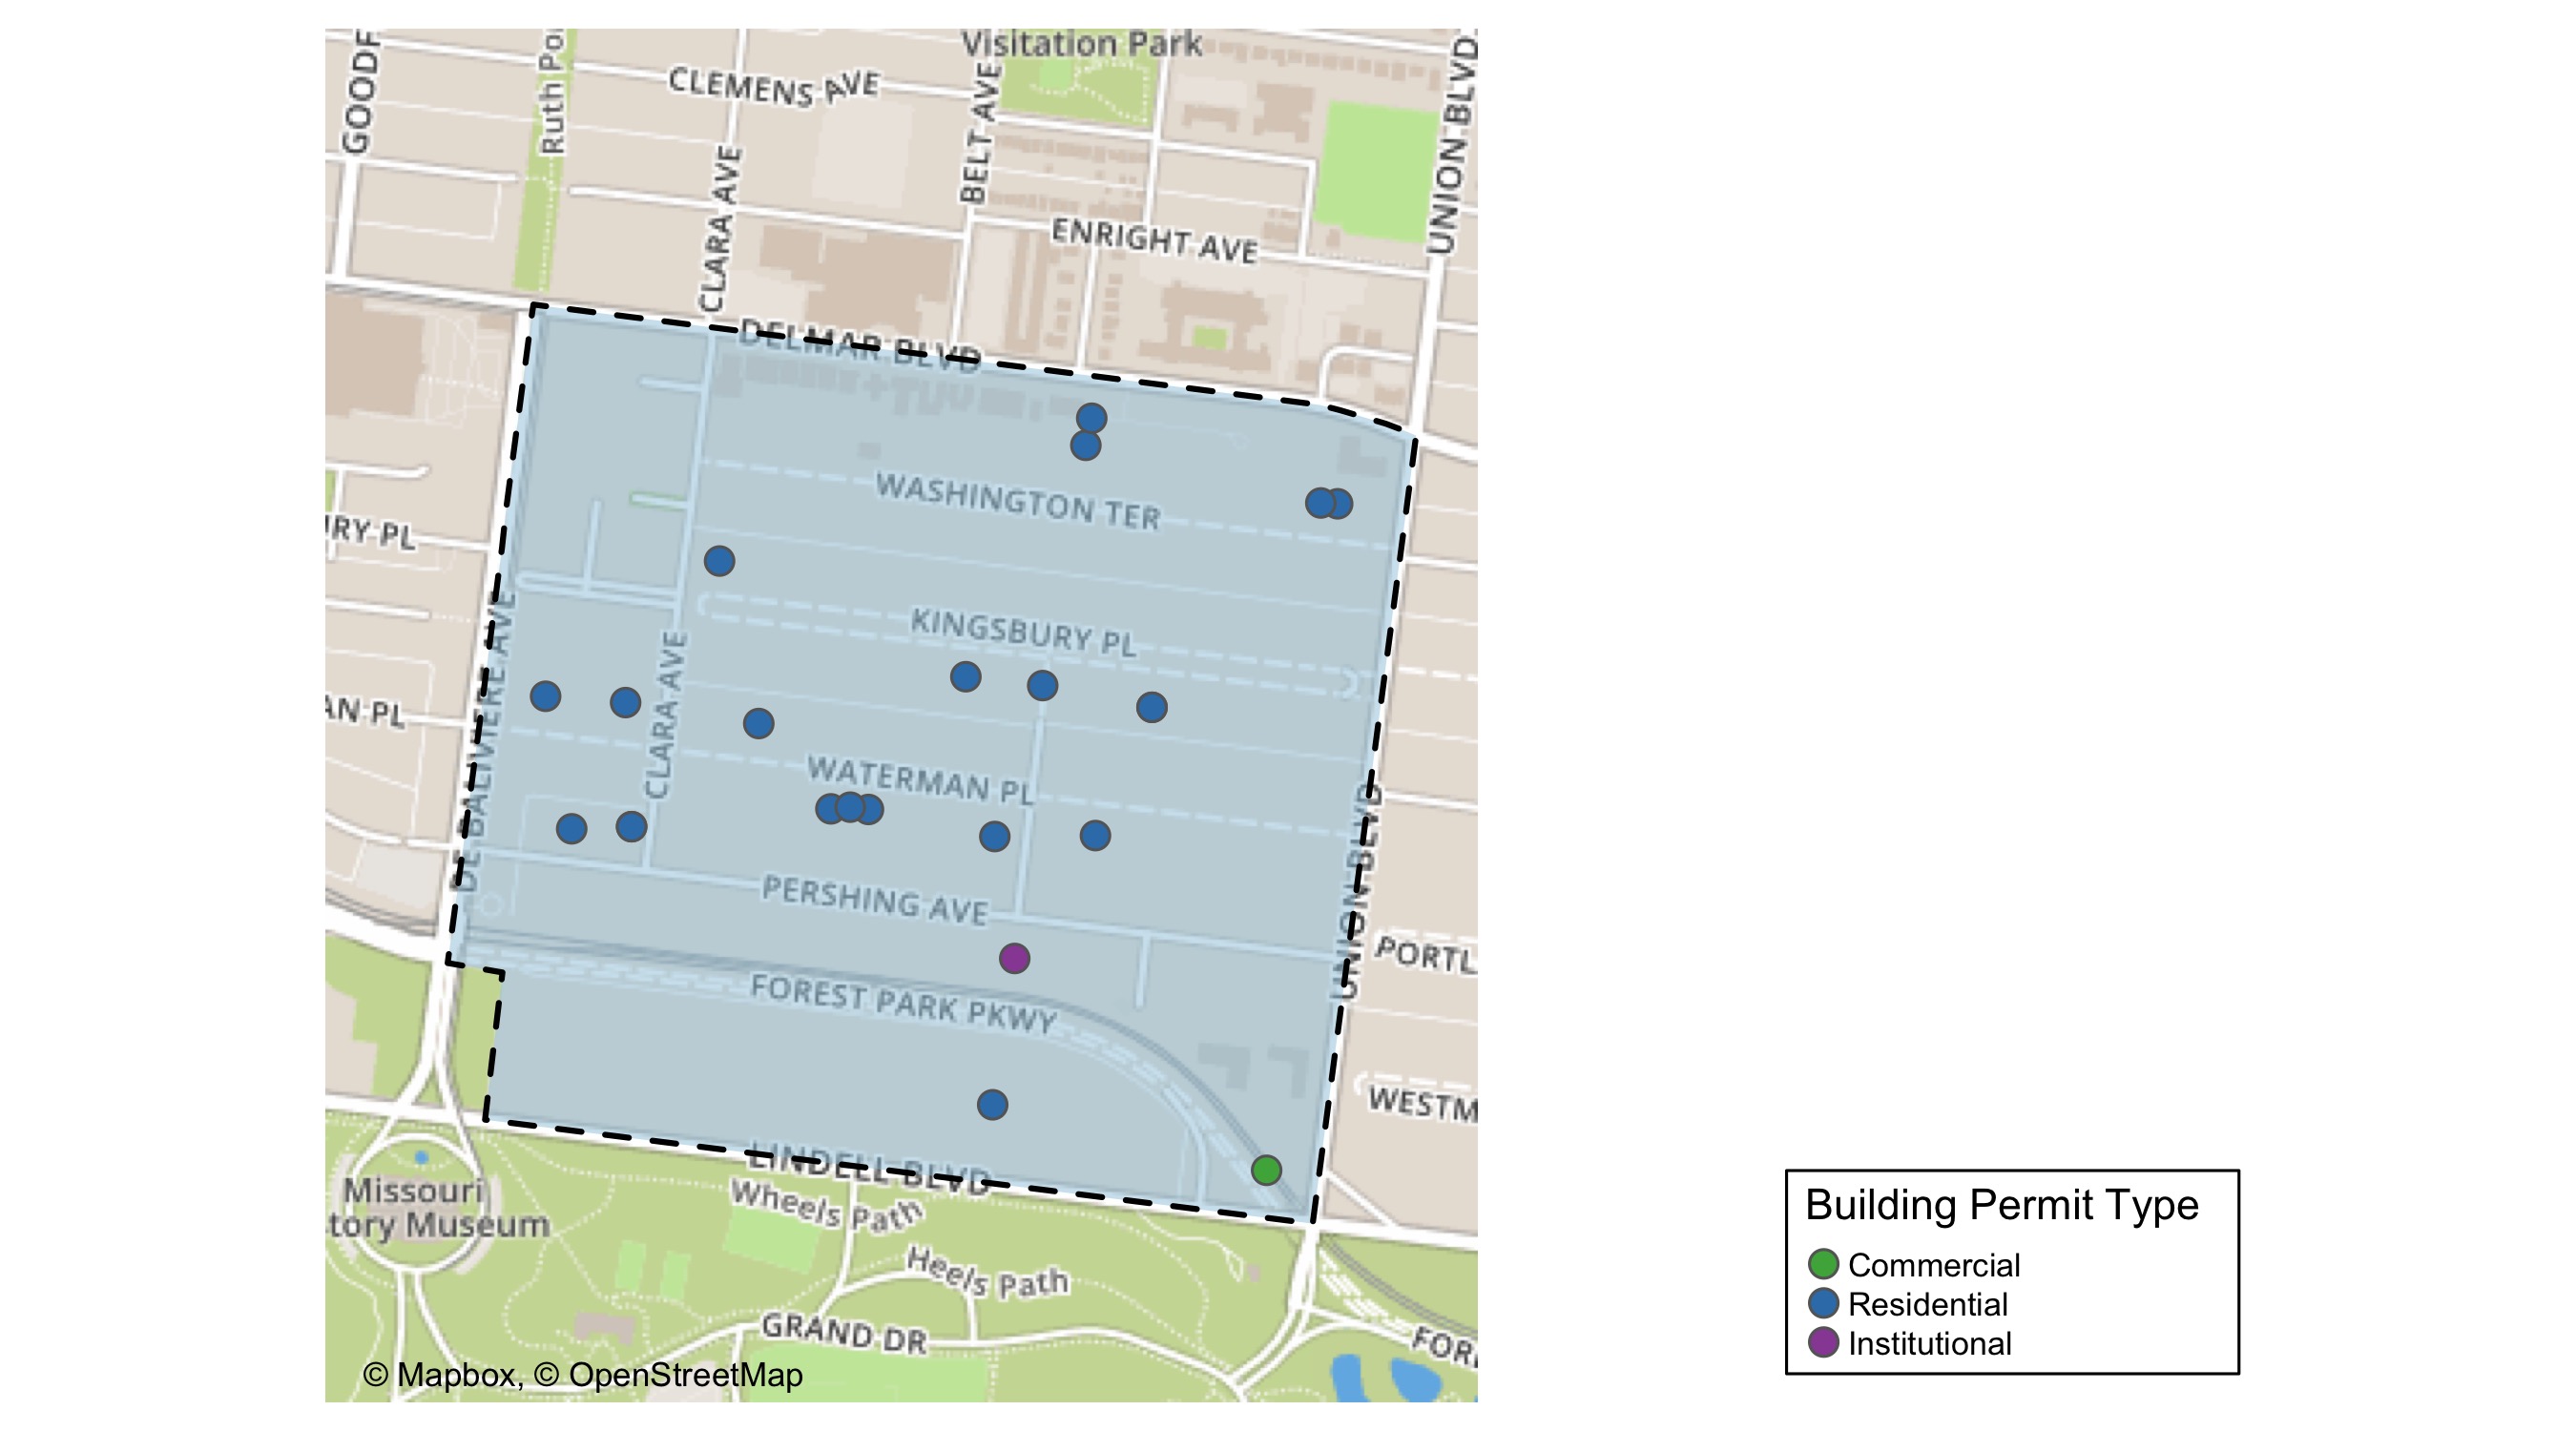 Visitation Park
GOODF
Ruth Po
CLEMENS AVE
BELT AVE
UNION BLVD
CLARA AVE
ENRIGHT AVE
DELMAR BLVD
WASHINGTON TER
URY PL
KINGSBURY PL
DE BALIVIERE AVE
CLARA AVE
AN PL
WATERMAN PL
UNION BLVD
PERSHING AVE
PORTL
FOREST PARK PKWY
WESTM
LINDELL BLVD
Missouri
tory Museum
Wheels Path
Heels Path
GRAND DR
FORE
© Mapbox, © OpenStreetMap
Building Permit Type
Commercial
Residential
Institutional